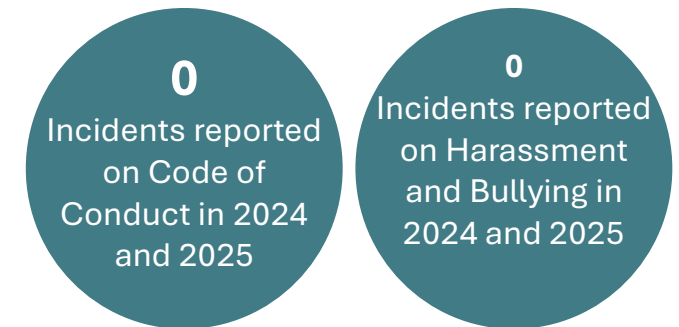 0
Incidents reported
on Code of
Conduct in 2024
and 2025
0
Incidents reported
on Harassment
and Bullying in
2024 and 2025